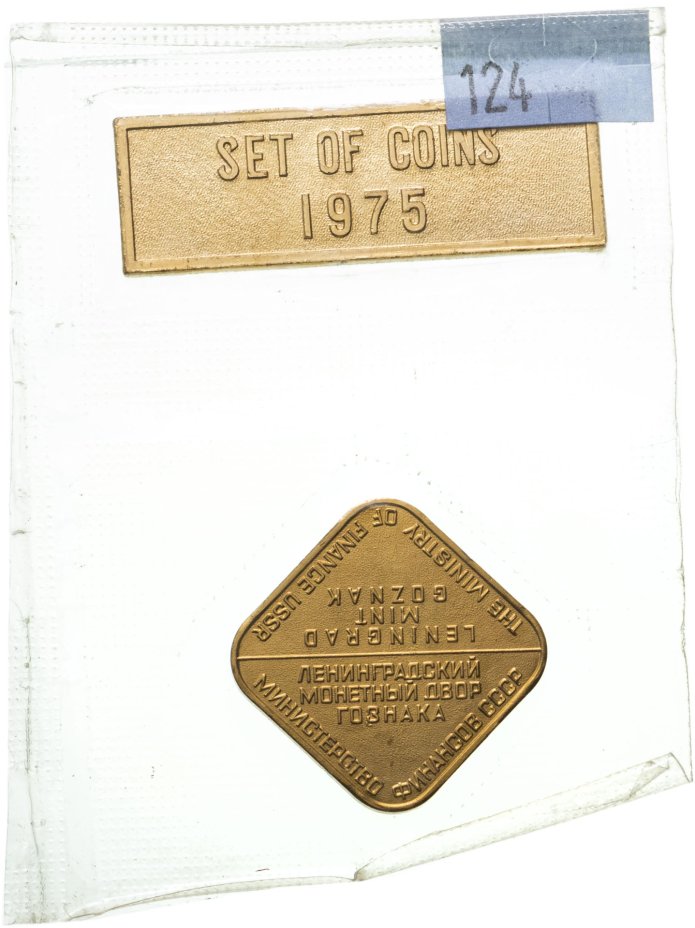 124
SET OF COINS
1975
THE MINISTRY OF FINANCE USSR
LENINGRAD
MINT
GOZNAK
ЛЕНИНГРАДСКИЙ
МОНЕТНЫЙ ДВОР
ГОЗНАКА
МИНИСТЕРСТВО ФИНАНСОВ СССР